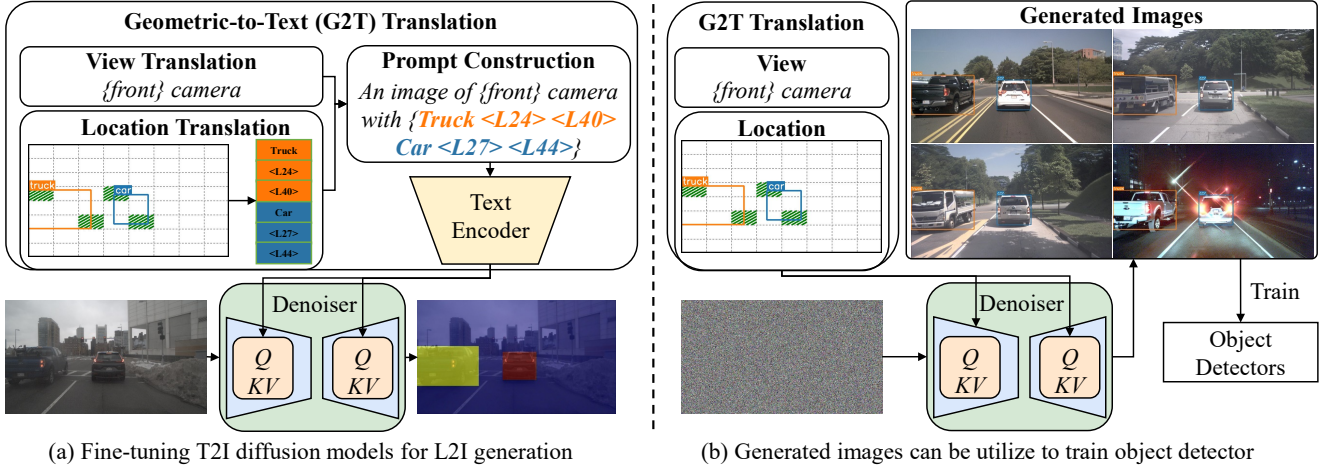 Geometric-to-Text (G2T) Translation
View Translation
{front} camera
Location Translation
truck
car
Truck
<L24>
<L40>
Car
<L27>
<L44>
Prompt Construction
An image of {front} camera
with {Truck <L24> <L40>
Car <L27> <L44>}
Text
Encoder
Denoiser
Q
KV
Q
KV
(a) Fine-tuning T2I diffusion models for L2I generation
G2T Translation
View
{front} camera
Location
truck
car
Generated Images
Denoiser
Q
KV
Q
KV
Train
Object
Detectors
(b) Generated images can be utilize to train object detector